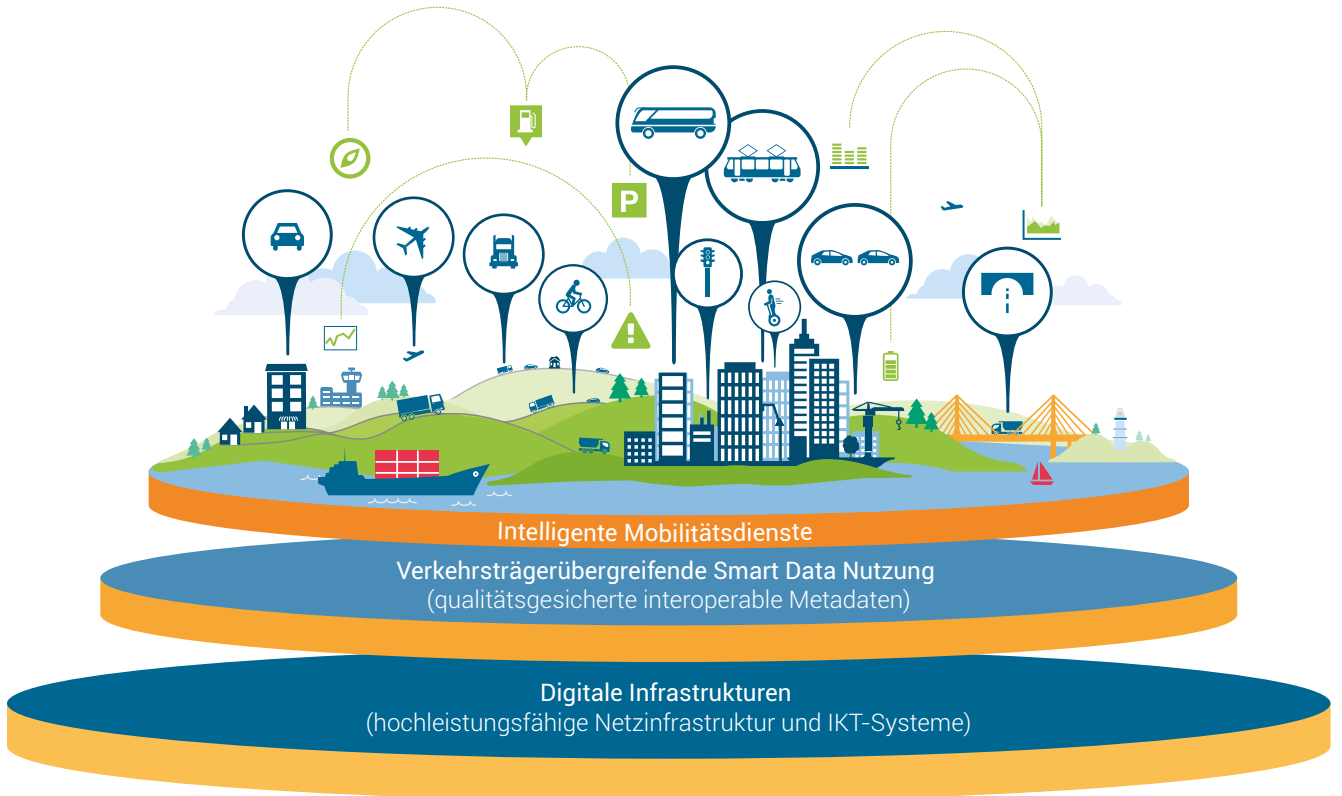 P
Intelligente Mobilitätsdienste
Verkehrsträgerübergreifende Smart Data Nutzung
(qualitätsgesicherte interoperable Metadaten)
Digitale Infrastrukturen
(hochleistungsfähige Netzinfrastruktur und IKT-Systeme)